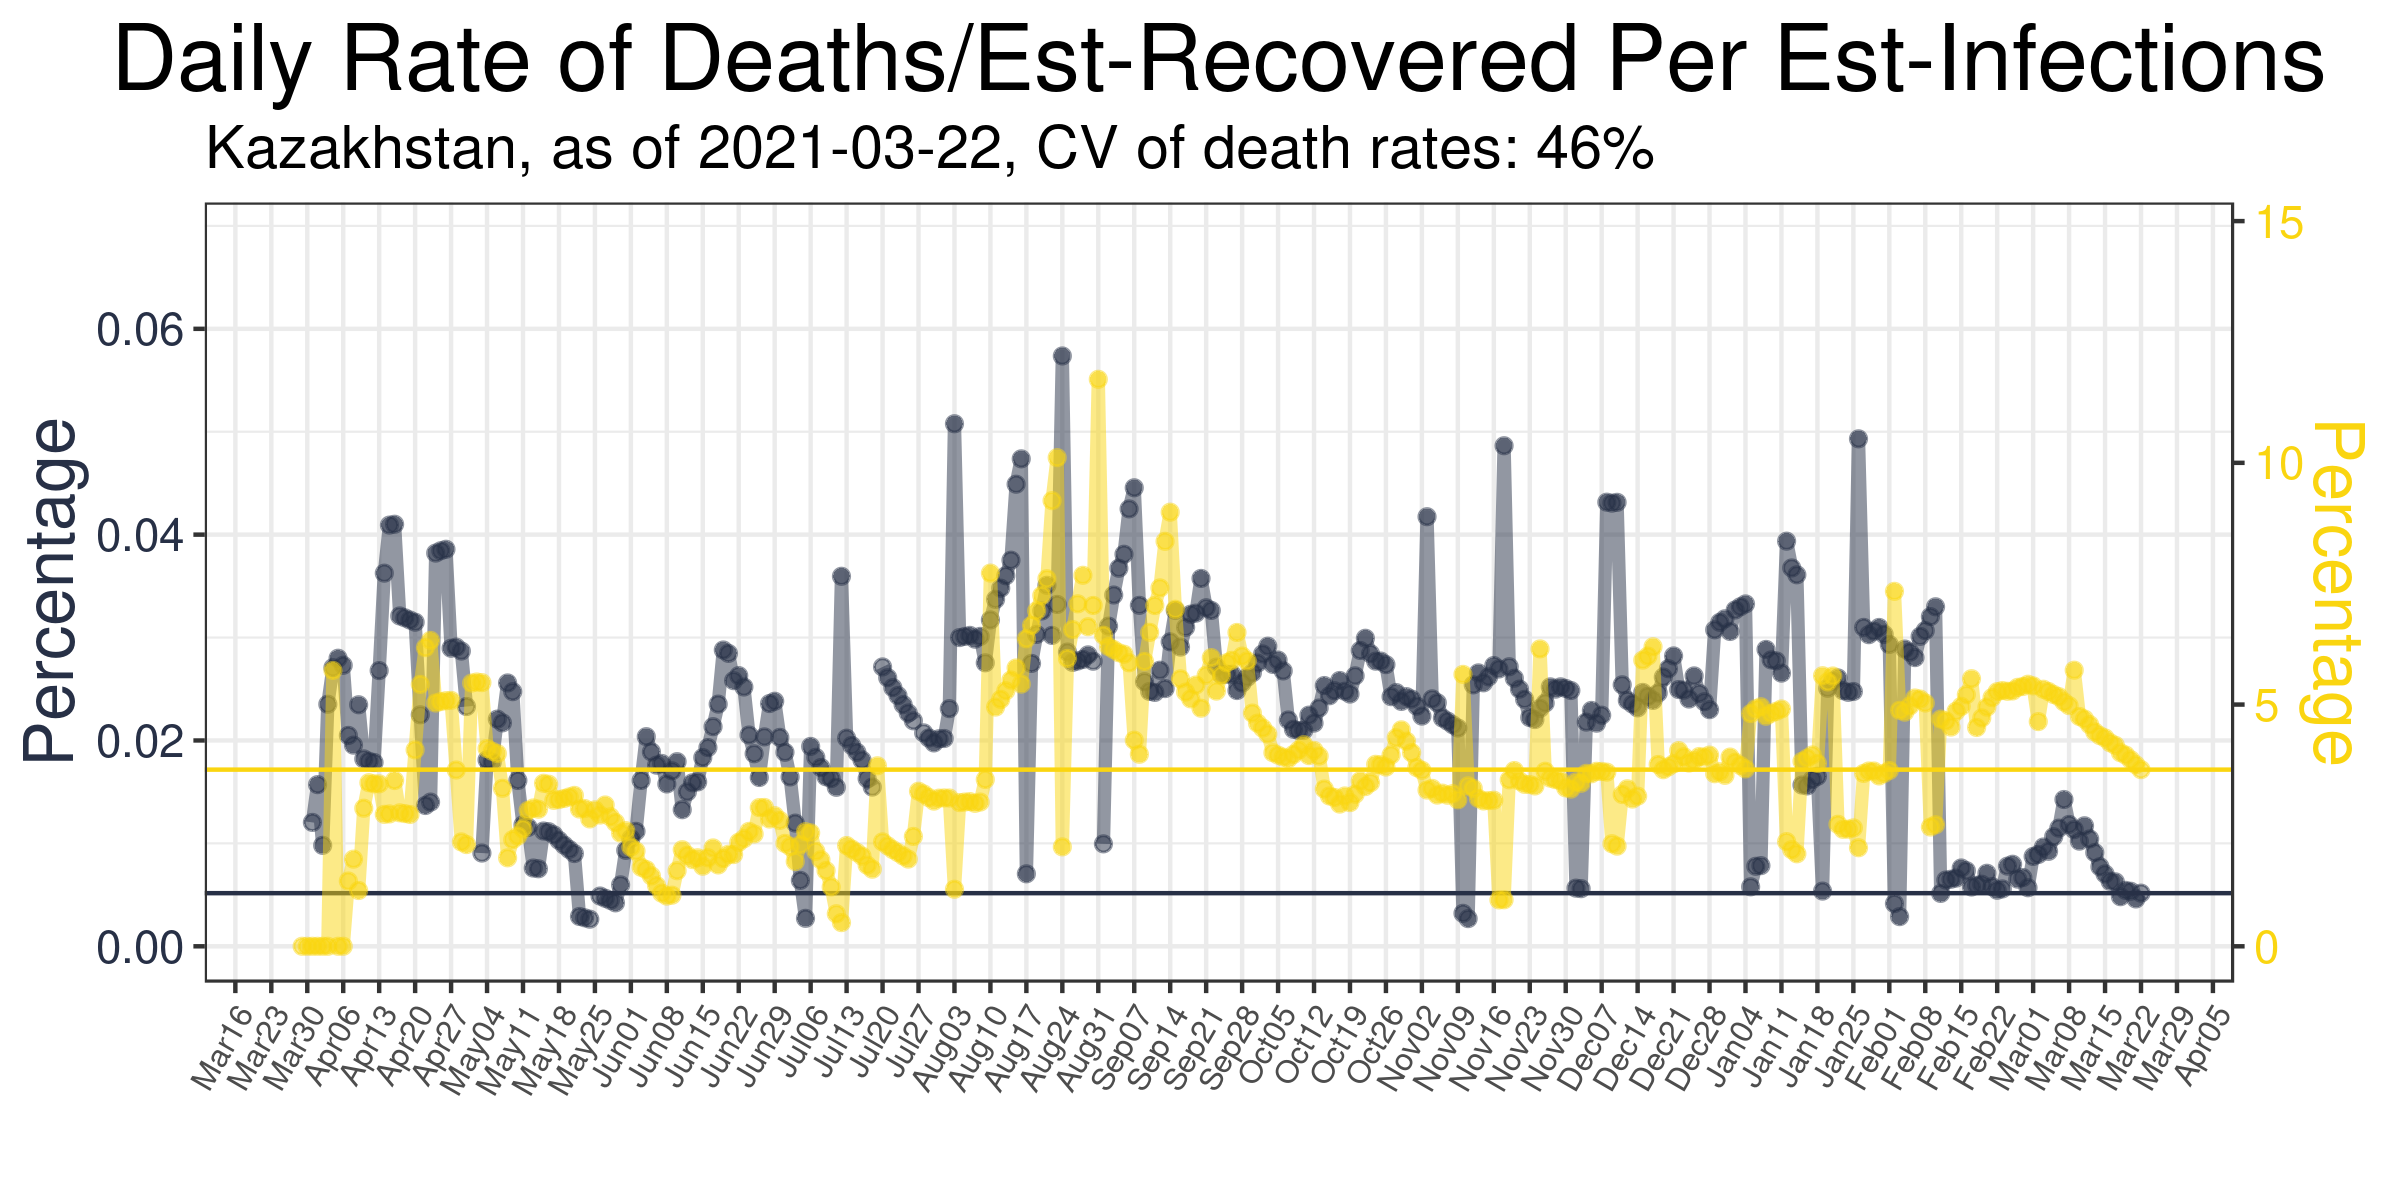 Daily Rate of Deaths/Est-Recovered Per Est-Infections
Kazakhstan, as of 2021-03-22, CV of death rates: 46%
Percentage
0.06
0.04
0.02
0.00
15
10
5
0
Percentage
Mar16
Mar23
Mar30
Apr06
Apr13
Apr20
Apr27
May04
May11
May18
May25
Jun01
Jun08
Jun15
Jun22
Jun29
Jul06
Jul13
Jul20
Jul27
Aug03
Aug10
Aug17
Aug24
Aug31
Sep07
Sep14
Sep21
Sep28
Oct05
Oct12
Oct19
Oct26
Nov02
Nov09
Nov16
Nov23
Nov30
Dec07
Dec14
Dec21
Dec28
Dec28
Jan04
Jan11
Jan18
Jan25
Feb01
Feb08
Feb15
Feb22
Mar01
Mar08
Mar15
Mar22
Mar29
Apr05